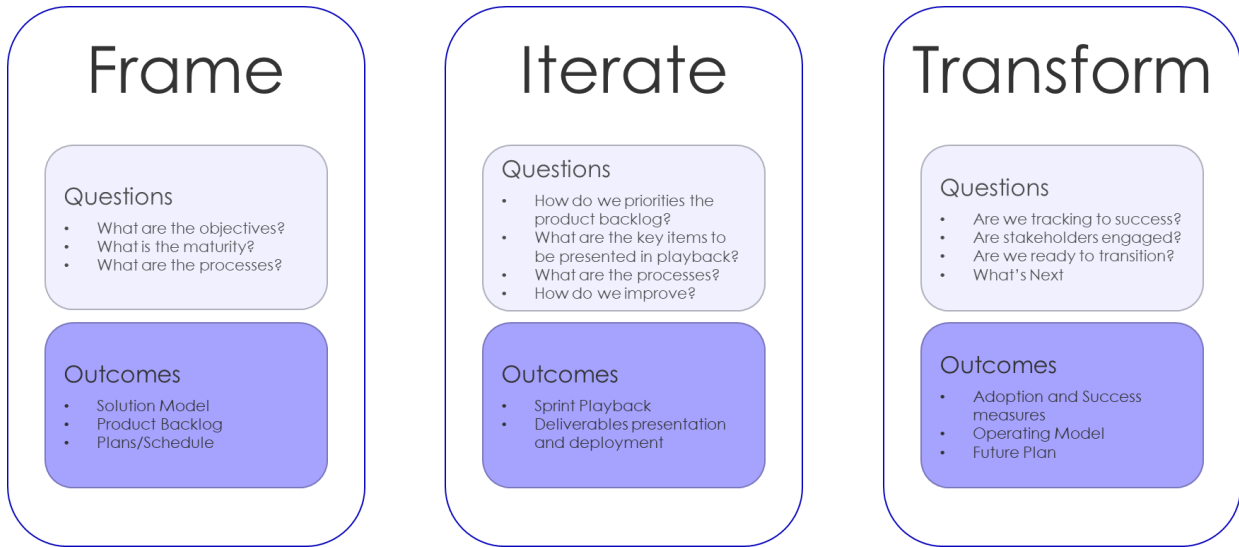 Frame
Questions
• What are the objectives?
• What is the maturity?
• What are the processes?
Outcomes
• Solution Model
• Product Backlog
• Plans/Schedule
Iterate
Questions
• How do we priorities the
product backlog?
• What are the key items to
be presented in playback?
• What are the processes?
• How do we improve?
Outcomes
• Sprint Playback
• Deliverables presentation
and deployment
Transform
Questions
• Are we tracking to success?
• Are stakeholders engaged?
• Are we ready to transition?
• What's Next
Outcomes
• Adoption and Success
measures
• Operating Model
• Future Plan